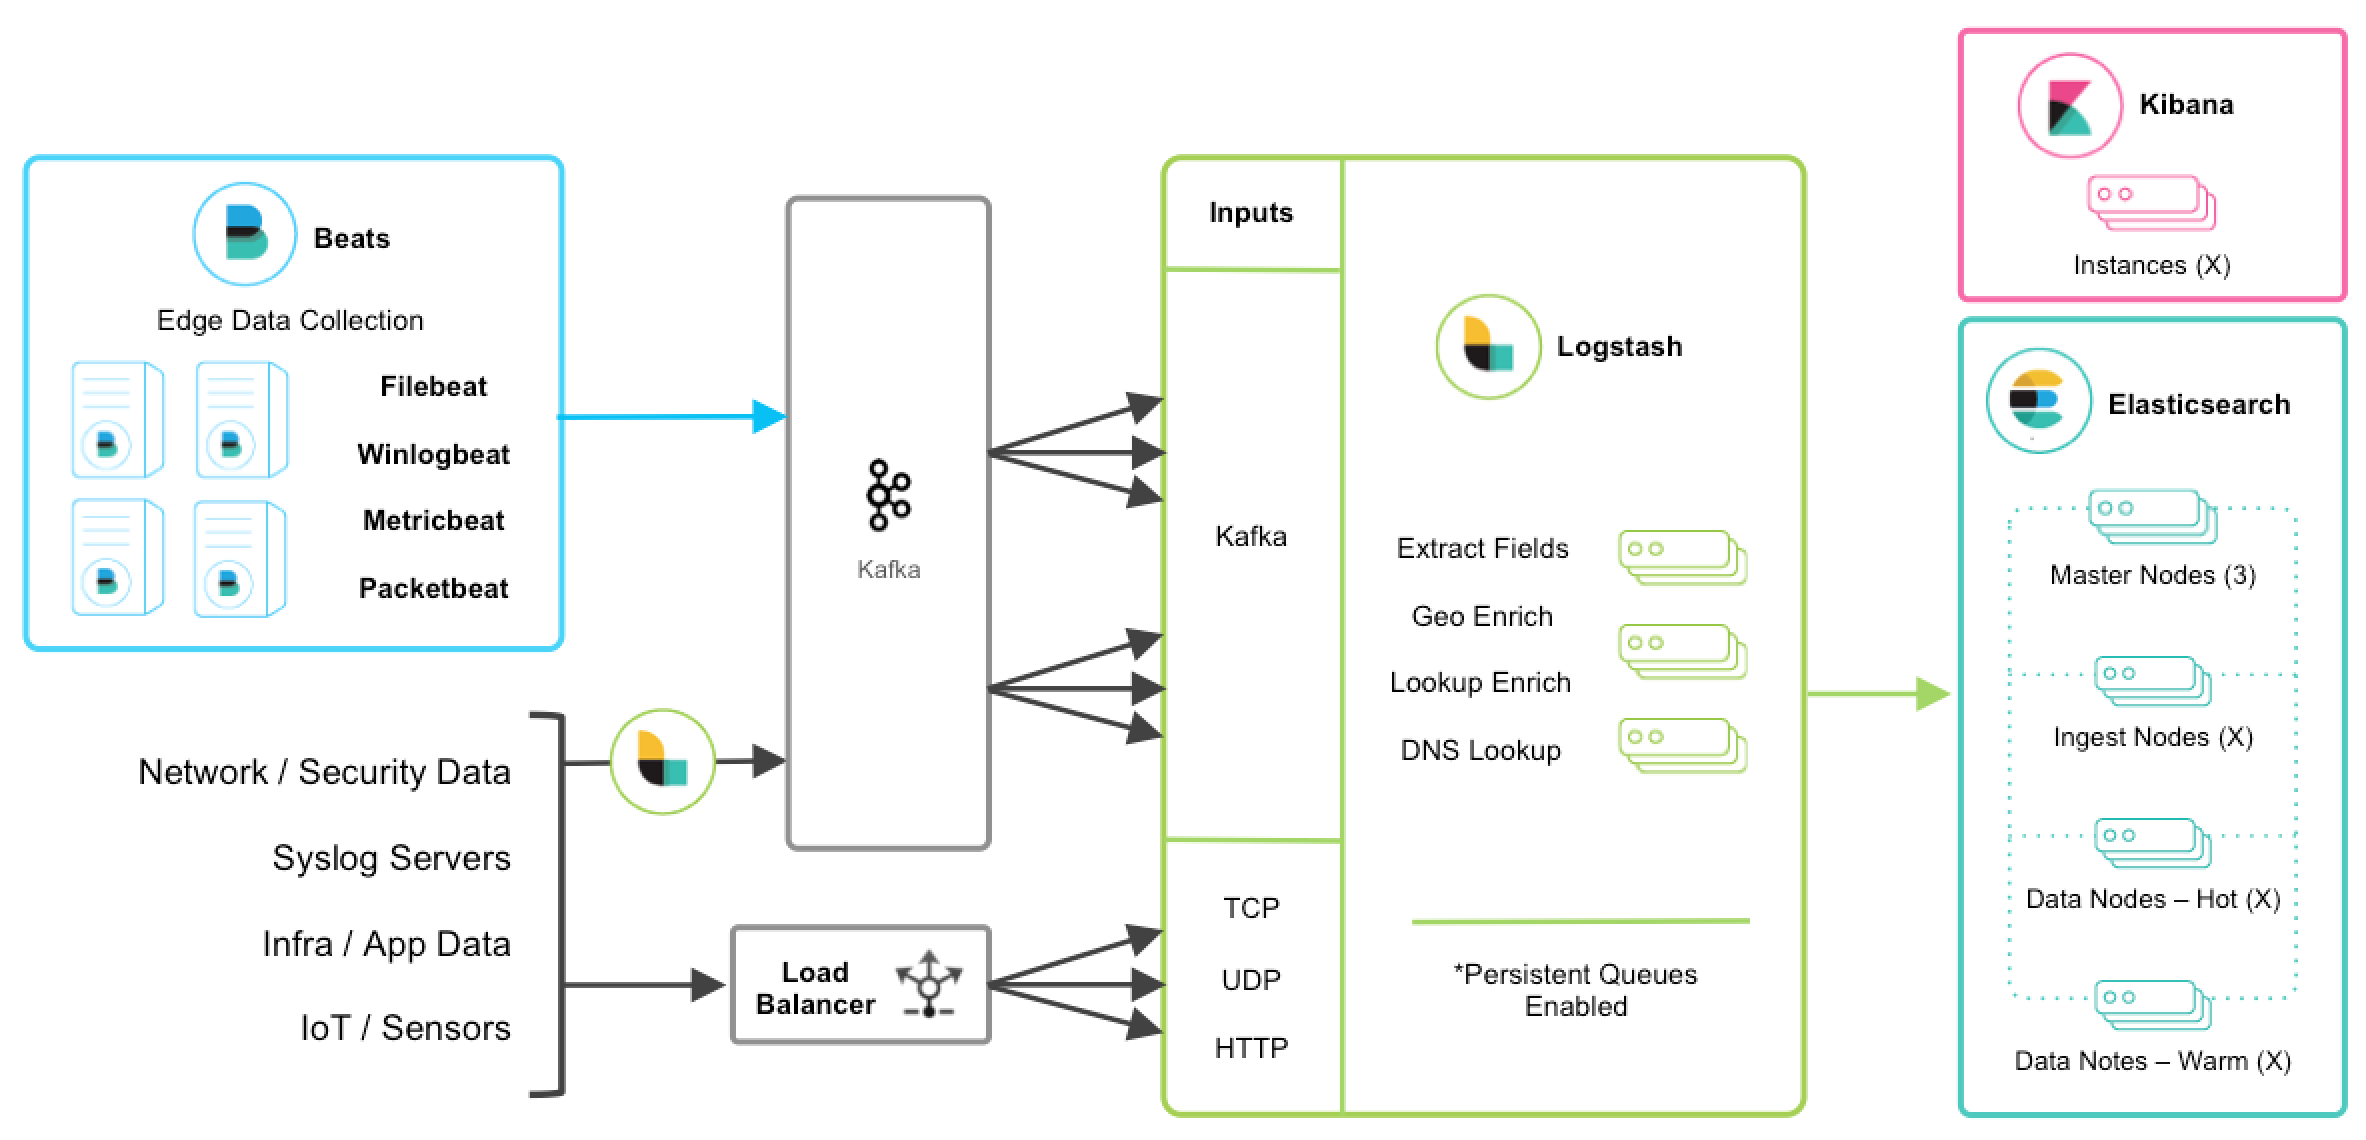 Beats
Edge Data Collection
Filebeat
Winlogbeat
Metricbeat
Packetbeat
Network / Security Data
Syslog Servers
Infra / App Data
IoT / Sensors
Kafka
Load
Balancer
Inputs
Kafka
TCP
UDP
HTTP
Logstash
Extract Fields
Geo Enrich
Lookup Enrich
DNS Lookup
*Persistent Queues
Enabled
Kibana
Instances (X)
Elasticsearch
Master Nodes (3)
Ingest Nodes (X)
Data Nodes – Hot (X)
Data Notes – Warm (X)